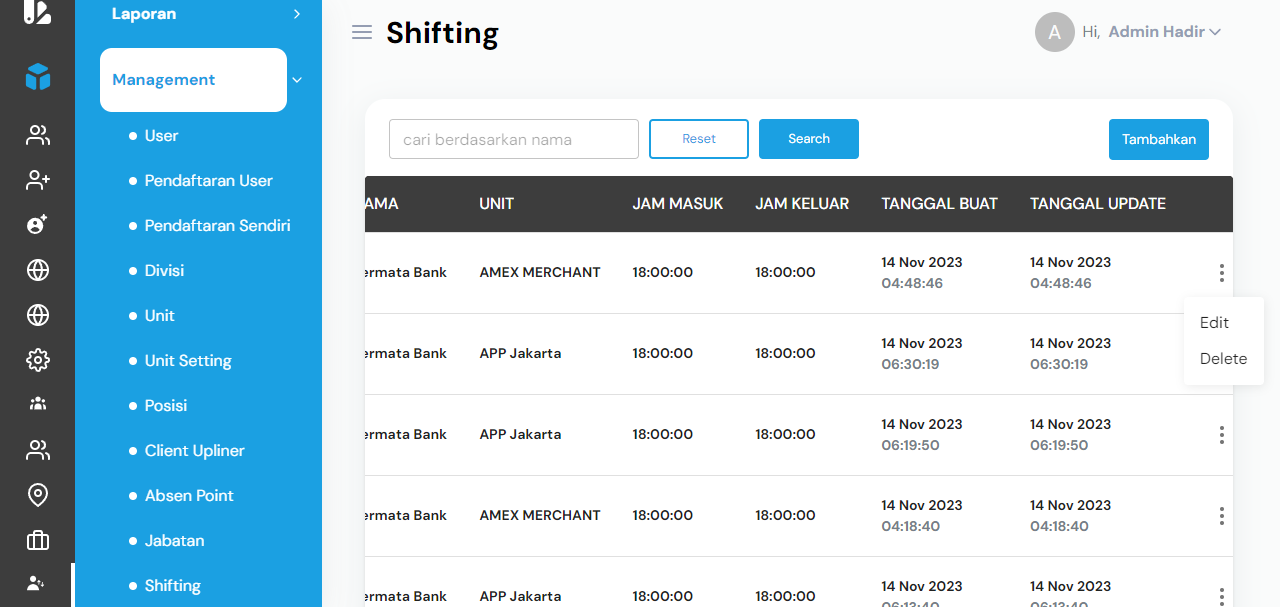 Laporan
Management
User
Pendaftaran User
Pendaftaran Sendiri
Divisi
Unit
Unit Setting
Posisi
Client Upliner
Absen Point
Jabatan
Shifting
Shifting
A Hi, Admin Hadir
cari berdasarkan nama Reset Search Tambahkan
AMA UNIT JAM MASUK JAM KELUAR TANGGAL BUAT TANGGAL UPDATE
ermata Bank AMEX MERCHANT 18:00:00 18:00:00 14 Nov 2023 14 Nov 2023
04:48:46 04:48:46
Edit
Delete
ermata Bank APP Jakarta 18:00:00 18:00:00 14 Nov 2023 14 Nov 2023
06:30:19 06:30:19
ermata Bank APP Jakarta 18:00:00 18:00:00 14 Nov 2023 14 Nov 2023
06:19:50 06:19:50
ermata Bank AMEX MERCHANT 18:00:00 18:00:00 14 Nov 2023 14 Nov 2023
04:18:40 04:18:40
ermata Bank APP Jakarta 18:00:00 18:00:00 14 Nov 2023 14 Nov 2023